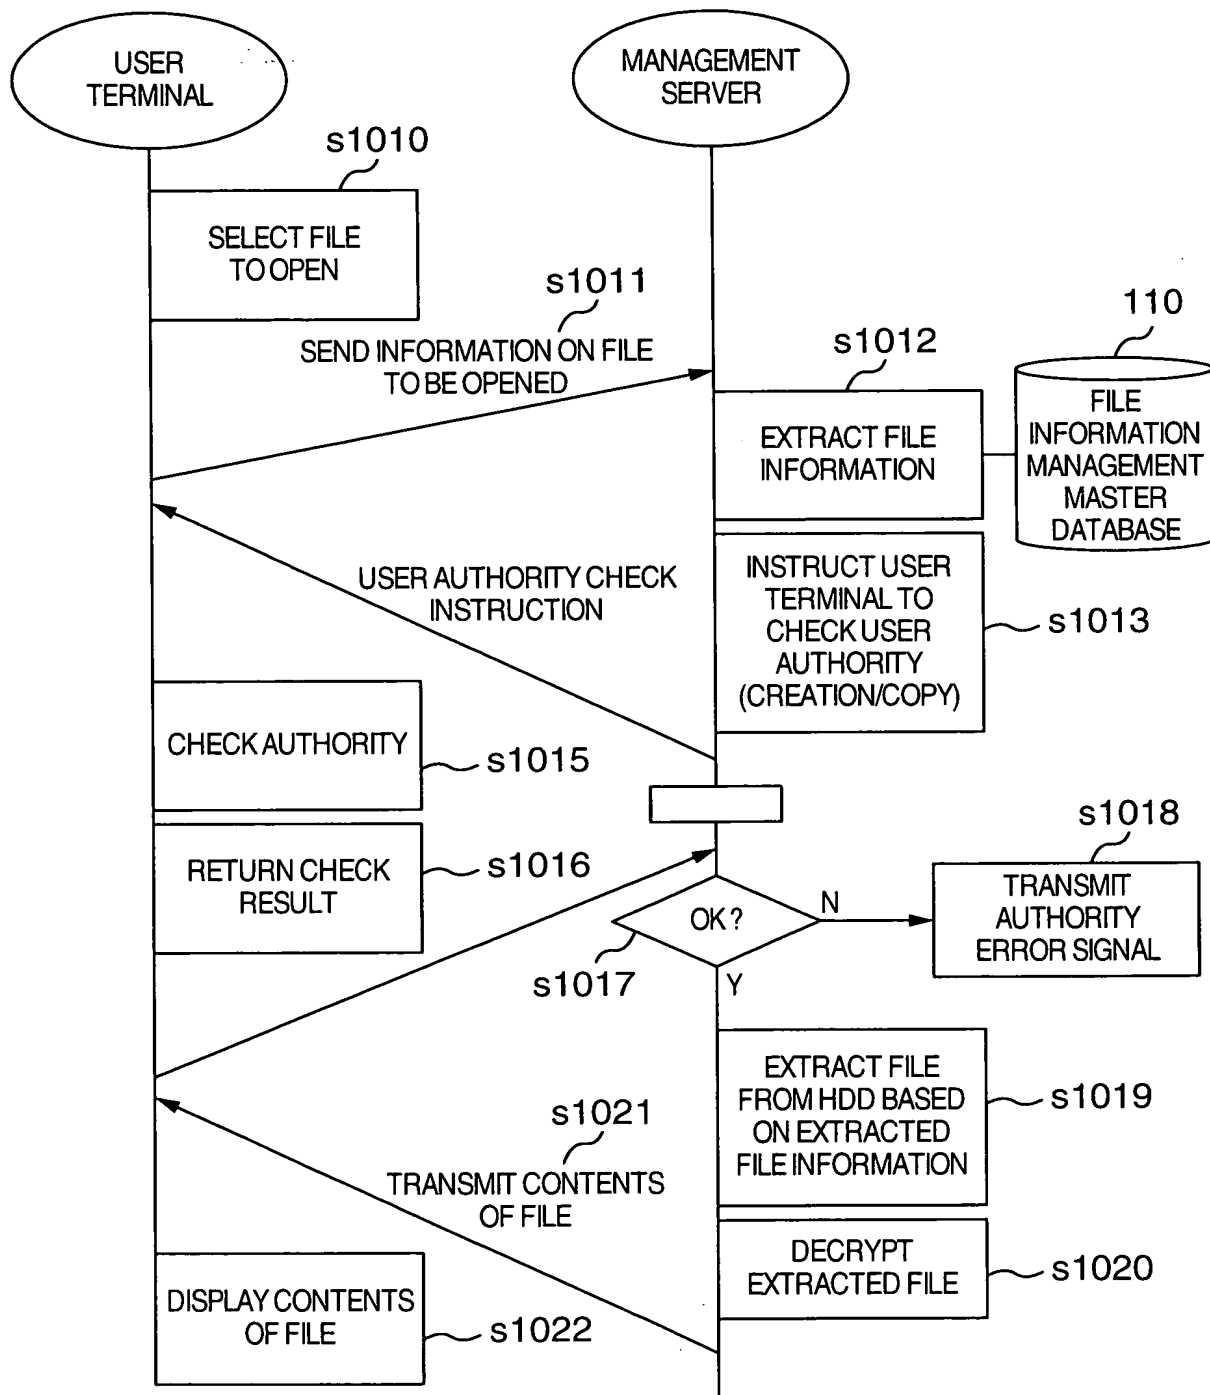 USER
TERMINAL
MANAGEMENT
SERVER
s1010
SELECT FILE
TO OPEN
s1011
SEND INFORMATION ON FILE
TO BE OPENED
s1012
110
EXTRACT FILE
INFORMATION
FILE
INFORMATION
MANAGEMENT
MASTER
DATABASE
USER AUTHORITY CHECK
INSTRUCTION
INSTRUCT USER
TERMINAL TO
CHECK USER
AUTHORITY
(CREATION/COPY)
s1013
CHECK AUTHORITY
s1015
RETURN CHECK
RESULT
s1016
OK?
N
Y
s1017
s1018
TRANSMIT
AUTHORITY
ERROR SIGNAL
EXTRACT FILE
FROM HDD BASED
ON EXTRACTED
FILE INFORMATION
s1019
s1021
TRANSMIT CONTENTS
OF FILE
DECRYPT
EXTRACTED FILE
s1020
DISPLAY CONTENTS
OF FILE
s1022